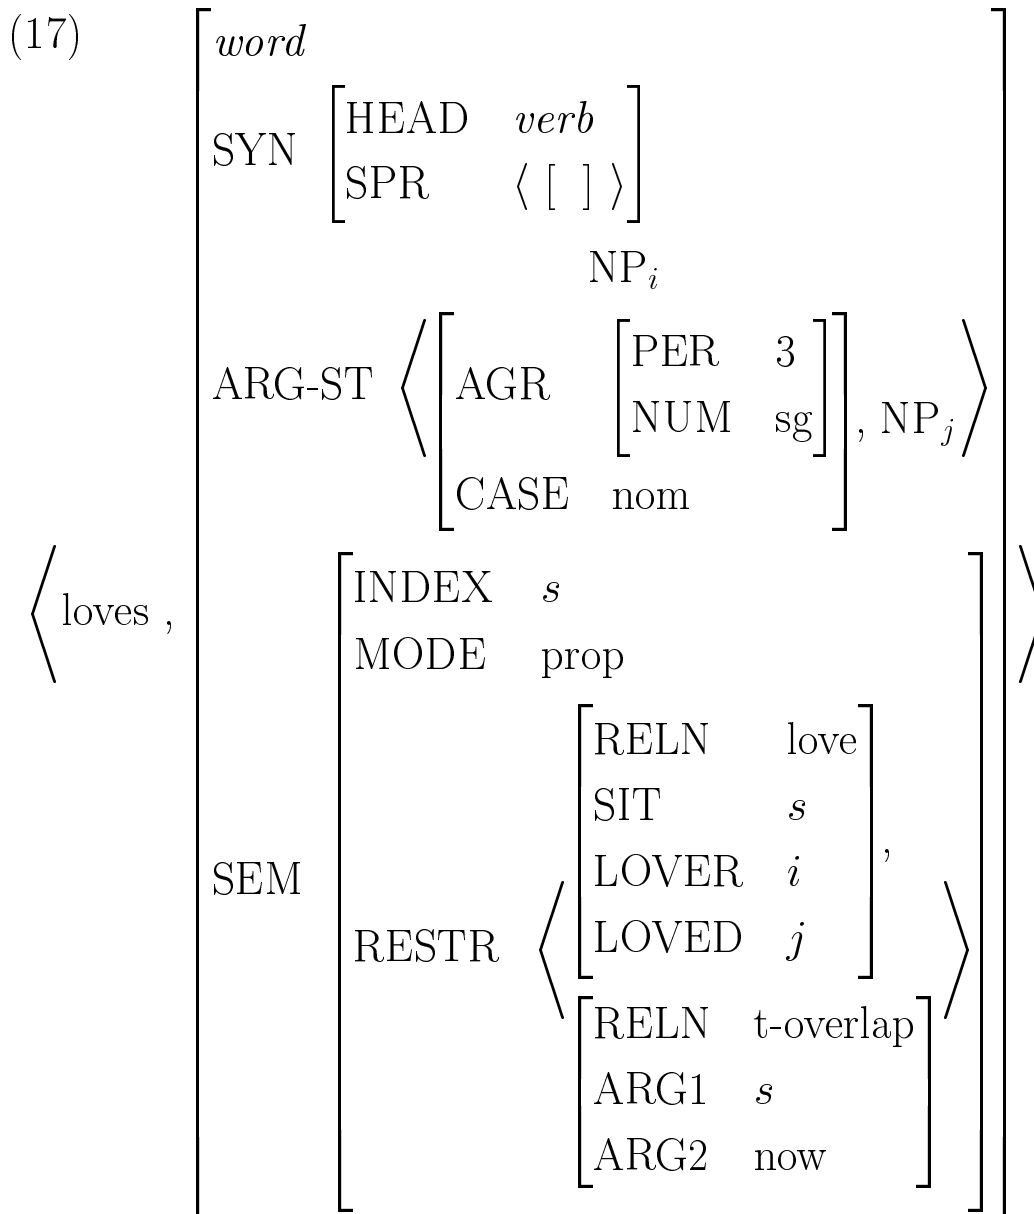 (17)
word
SYN [HEAD verb
SPR ⟨ [ ] ⟩]
NP_i
ARG-ST ⟨[AGR [PER 3
NUM sg]
CASE nom], NP_j⟩
⟨loves ,
SEM [INDEX s
MODE prop
RESTR ⟨[RELN love
SIT s
LOVER i
LOVED j],
[RELN t-overlap
ARG1 s
ARG2 now]⟩]⟩